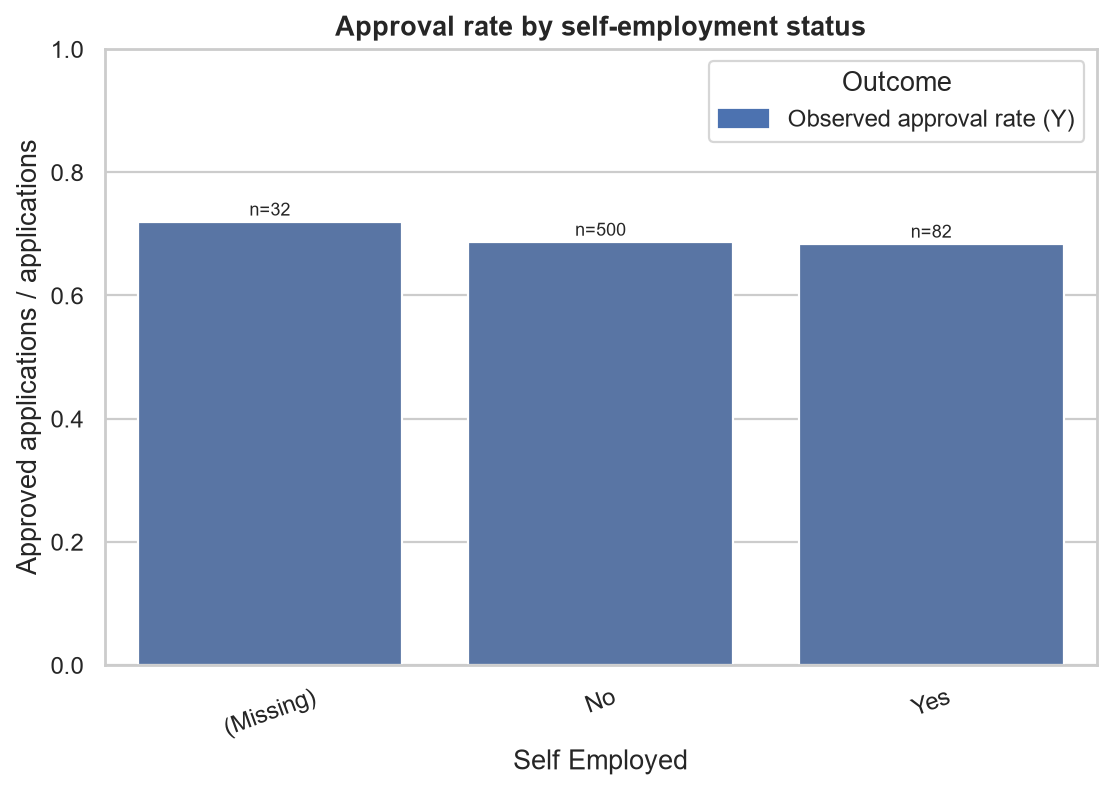 Approval rate by self-employment status
Outcome
Observed approval rate (Y)
Approved applications / applications
1.0
0.8
0.6
0.4
0.2
0.0
n=32
n=500
n=82
(Missing)
No
Yes
Self Employed